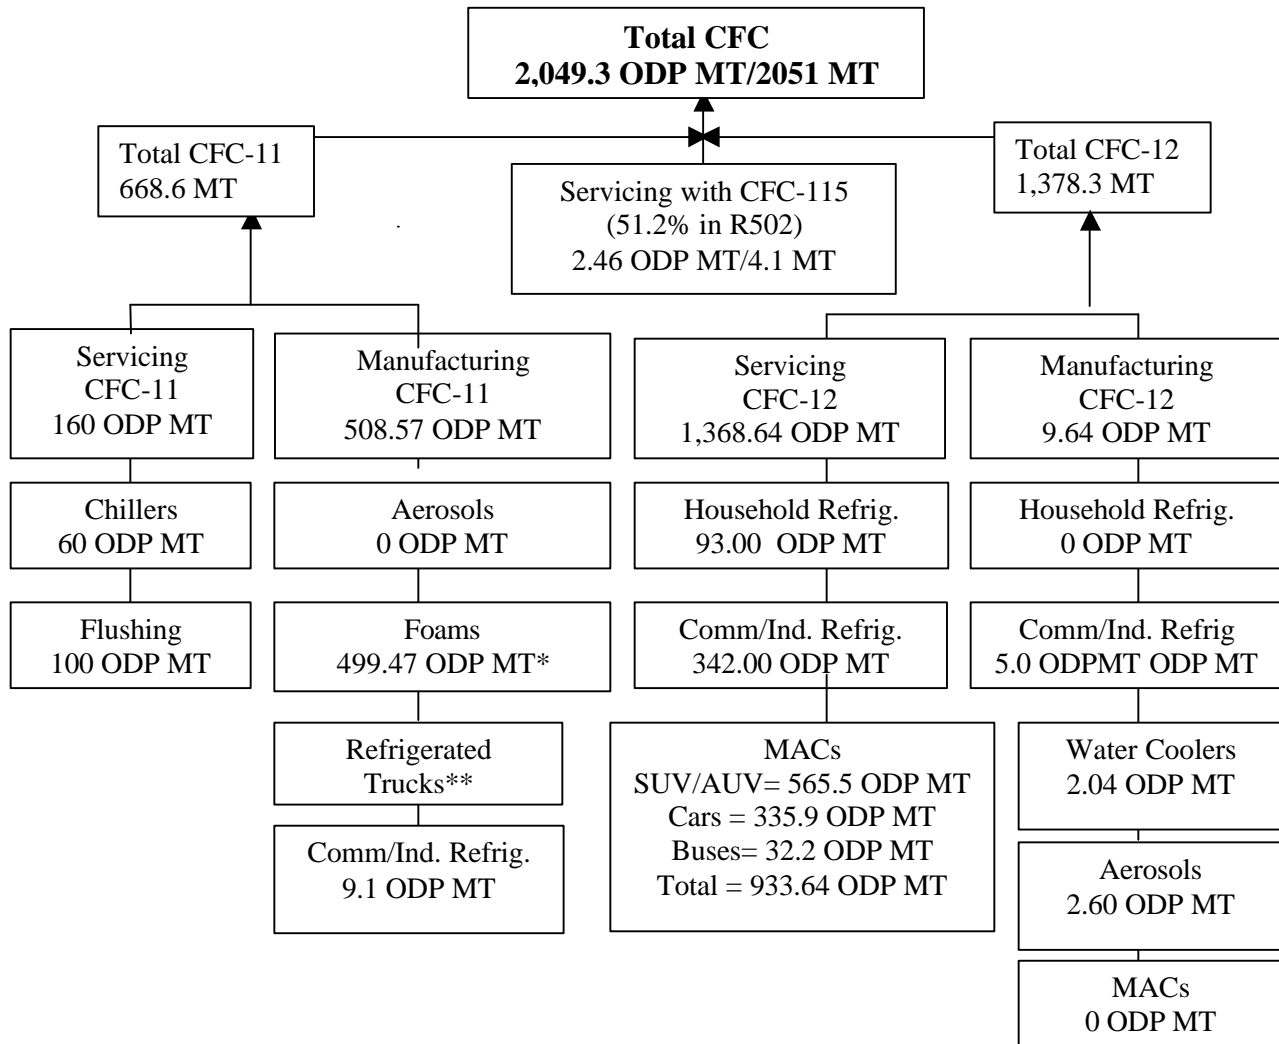 Total CFC
2,049.3 ODP MT/2051 MT
Total CFC-11
668.6 MT
Servicing with CFC-115
(51.2% in R502)
2.46 ODP MT/4.1 MT
Total CFC-12
1,378.3 MT
Servicing
CFC-11
160 ODP MT
Chillers
60 ODP MT
Flushing
100 ODP MT
Manufacturing
CFC-11
508.57 ODP MT
Aerosols
0 ODP MT
Foams
499.47 ODP MT*
Refrigerated
Trucks**
Comm/Ind. Refrig.
9.1 ODP MT
Servicing
CFC-12
1,368.64 ODP MT
Household Refrig.
93.00 ODP MT
Comm/Ind. Refrig.
342.00 ODP MT
MACs
SUV/AUV= 565.5 ODP MT
Cars = 335.9 ODP MT
Buses= 32.2 ODP MT
Total = 933.64 ODP MT
Manufacturing
CFC-12
9.64 ODP MT
Household Refrig.
0 ODP MT
Comm/Ind. Refrig
5.0 ODPMT ODP MT
Water Coolers
2.04 ODP MT
Aerosols
2.60 ODP MT
MACs
0 ODP MT